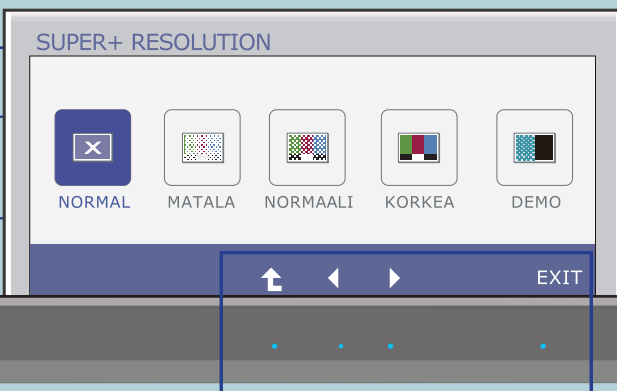 SUPER+ RESOLUTION
NORMAL MATALA NORMAALI KORKEA DEMO
EXIT